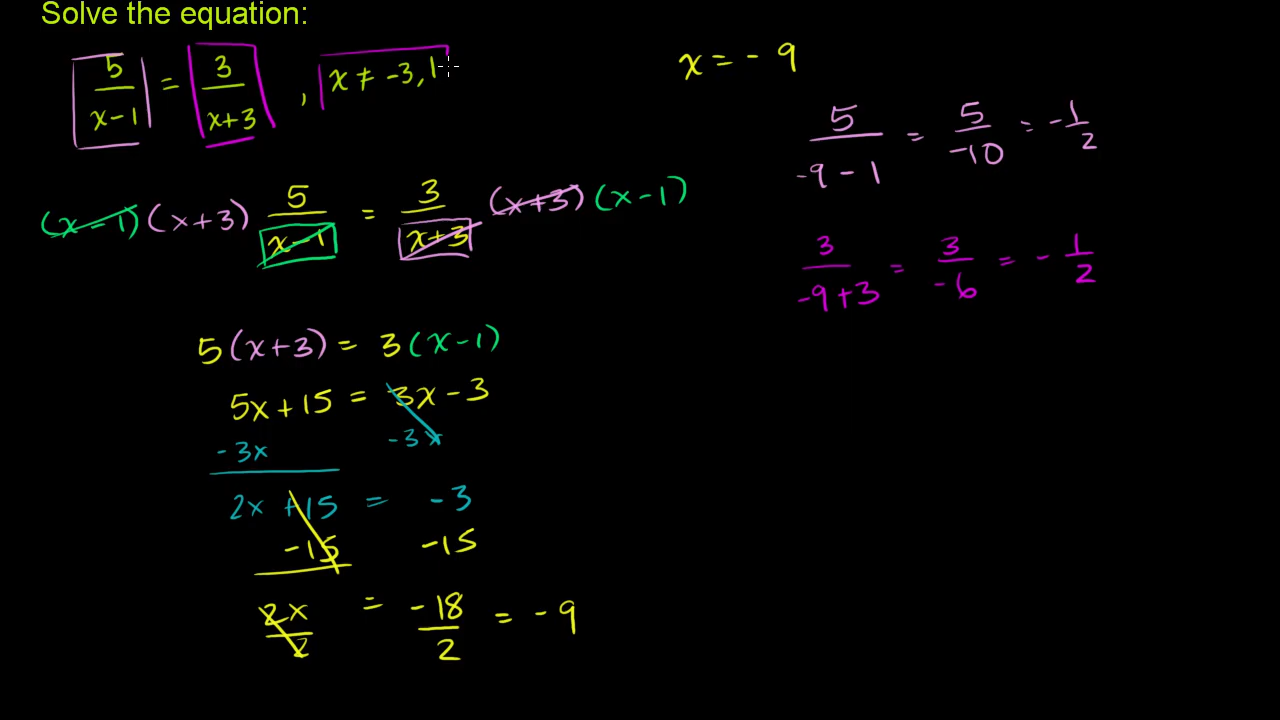 Solve the equation:
5/(x-1) = 3/(x+3) , x ≠ -3, 1
(x-1)(x+3) 5/(x-1) = 3/(x+3) (x+3)(x-1)
5(x+3) = 3(x-1)
5x+15 = 3x-3
-3x -3x
2x +15 = -3
-15 -15
2x/2 = -18/2 = -9
x = -9
5/(-9-1) = 5/-10 = -1/2
3/(-9+3) = 3/-6 = -1/2